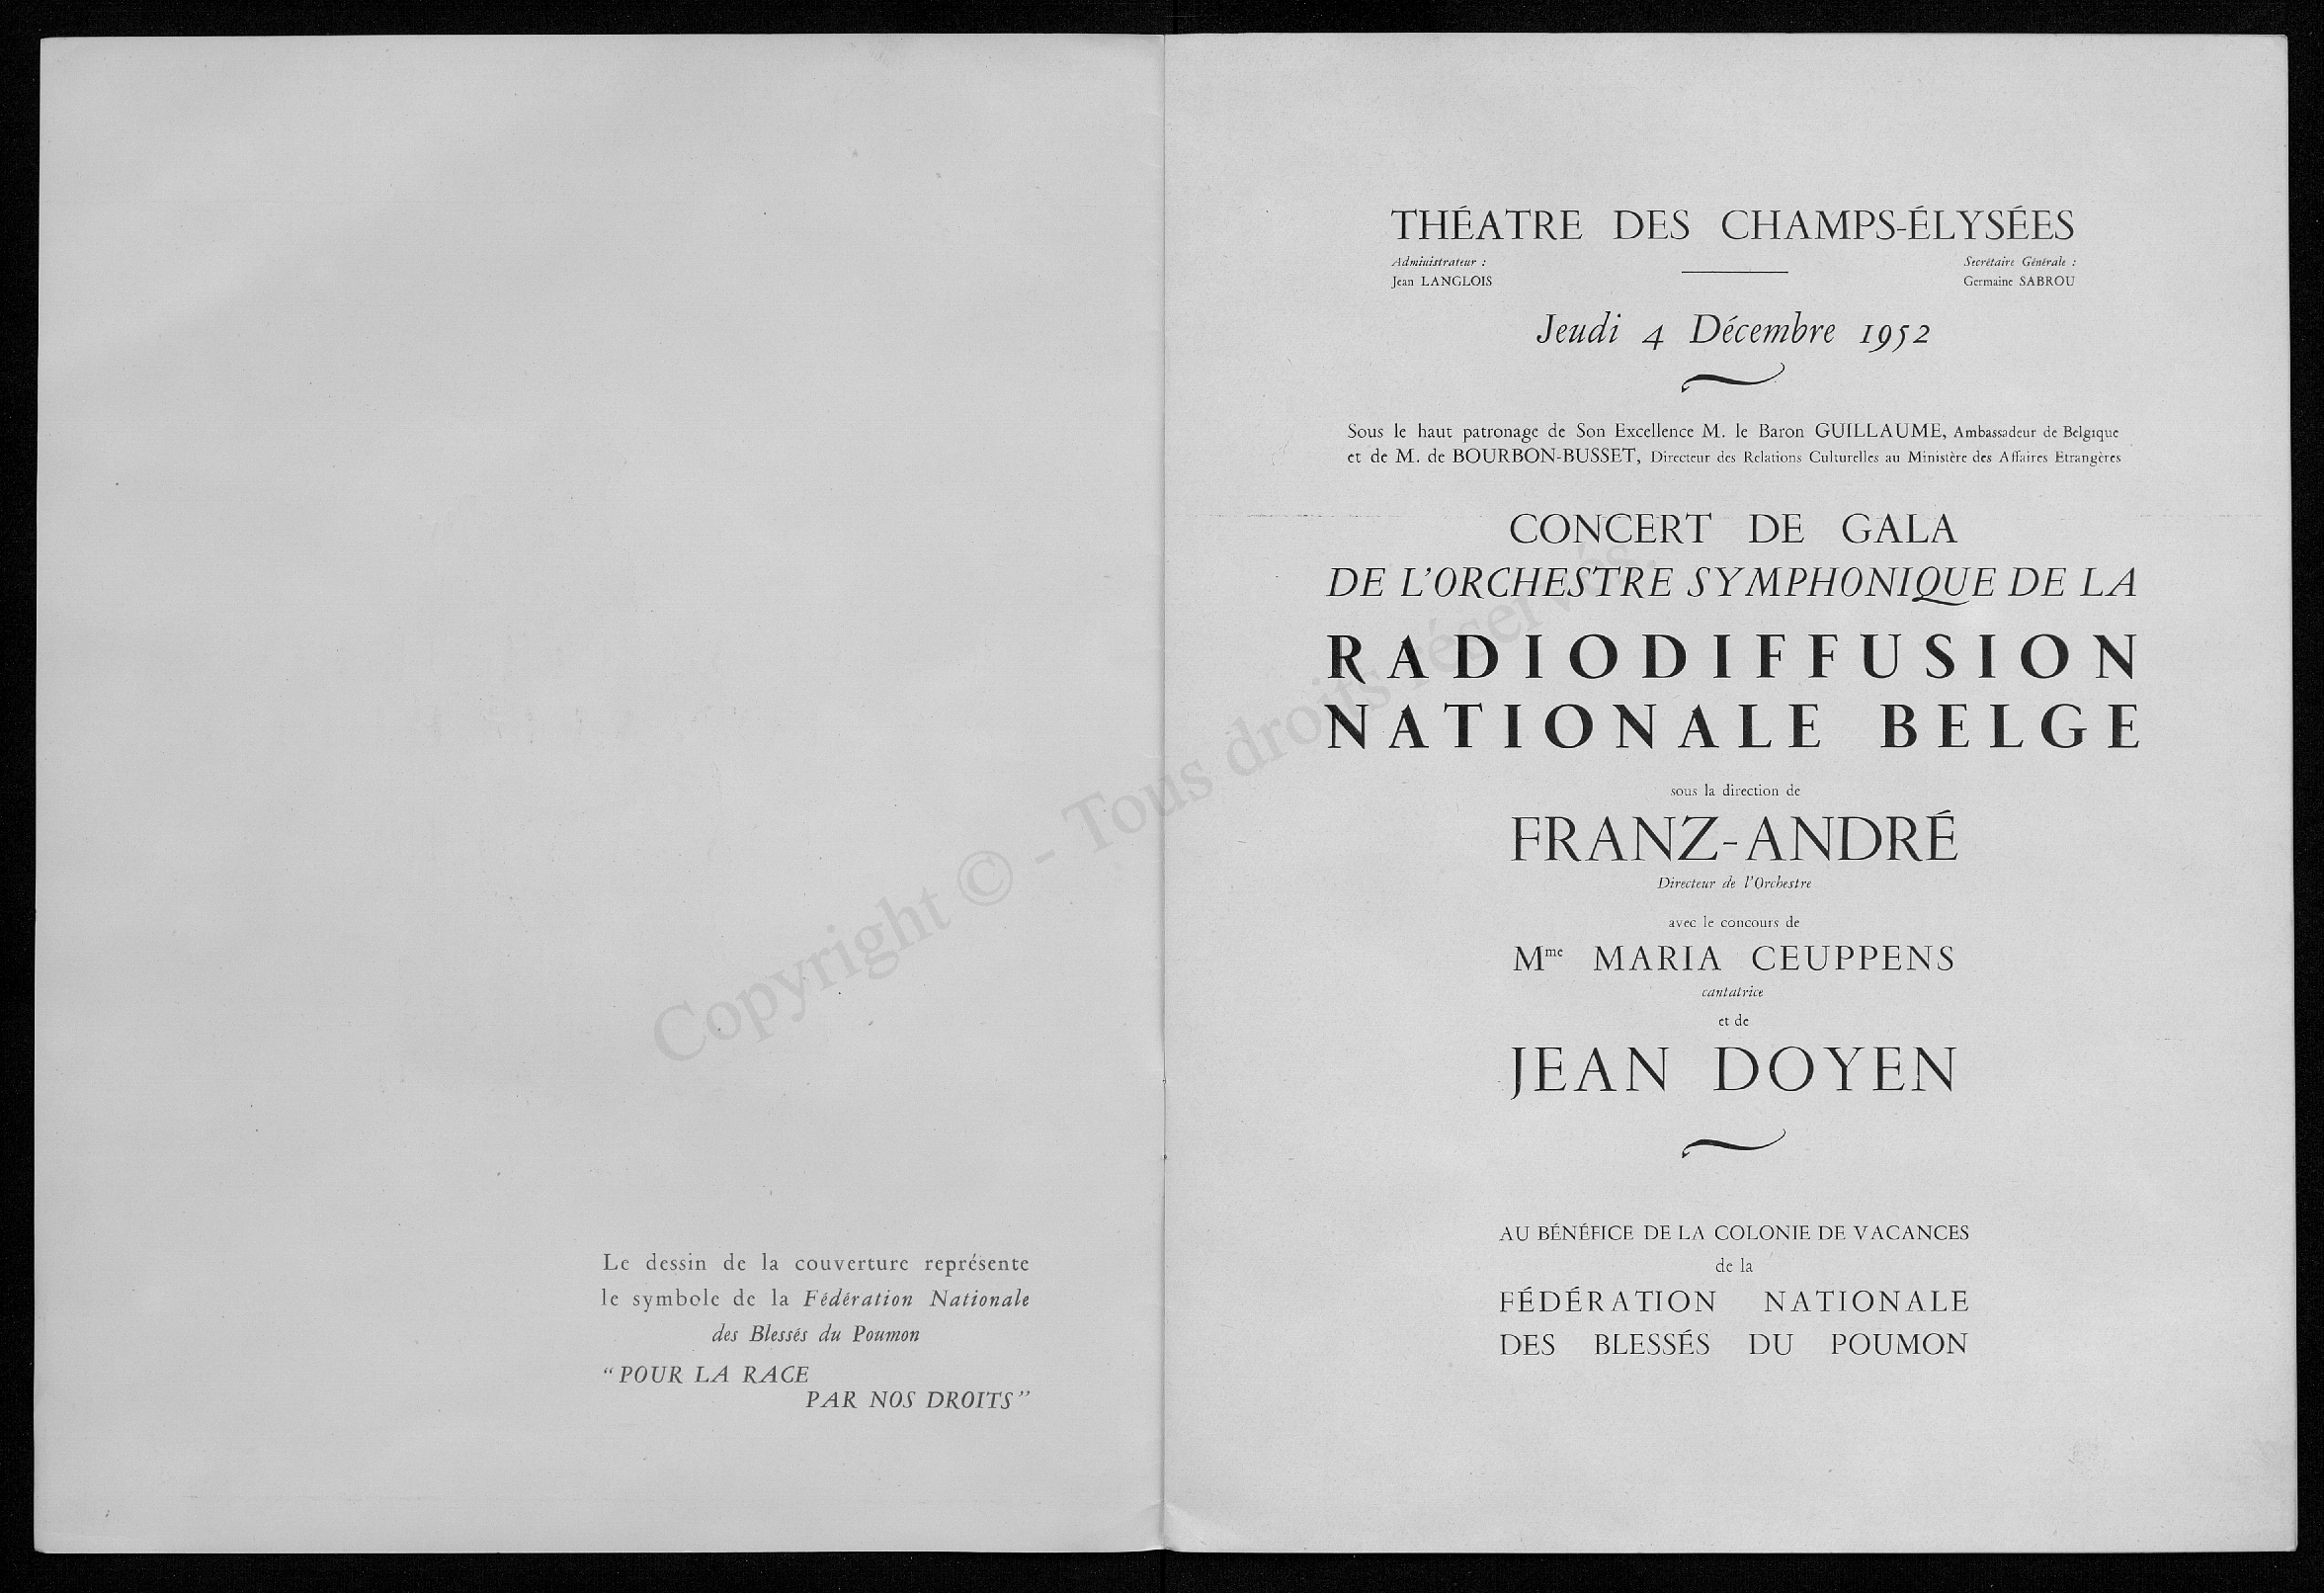 Le dessin de la couverture représente
le symbole de la Fédération Nationale
des Blessés du Poumon
“POUR LA RACE
PAR NOS DROITS”
THÉATRE DES CHAMPS-ÉLYSÉES
Administrateur :
Jean LANGLOIS
Secrétaire Générale :
Germaine SABROU
Jeudi 4 Décembre 1952
Sous le haut patronage de Son Excellence M. le Baron GUILLAUME, Ambassadeur de Belgique
et de M. de BOURBON-BUSSET, Directeur des Relations Culturelles au Ministère des Affaires Etrangères
CONCERT DE GALA
DE L’ORCHESTRE SYMPHONIQUE DE LA
RADIODIFFUSION
NATIONALE BELGE
sous la direction de
FRANZ-ANDRÉ
Directeur de l’Orchestre
avec le concours de
Mme MARIA CEUPPENS
cantatrice
et de
JEAN DOYEN
AU BÉNÉFICE DE LA COLONIE DE VACANCES
de la
FÉDÉRATION NATIONALE
DES BLESSÉS DU POUMON
Copyright © - Tous droits réservés.